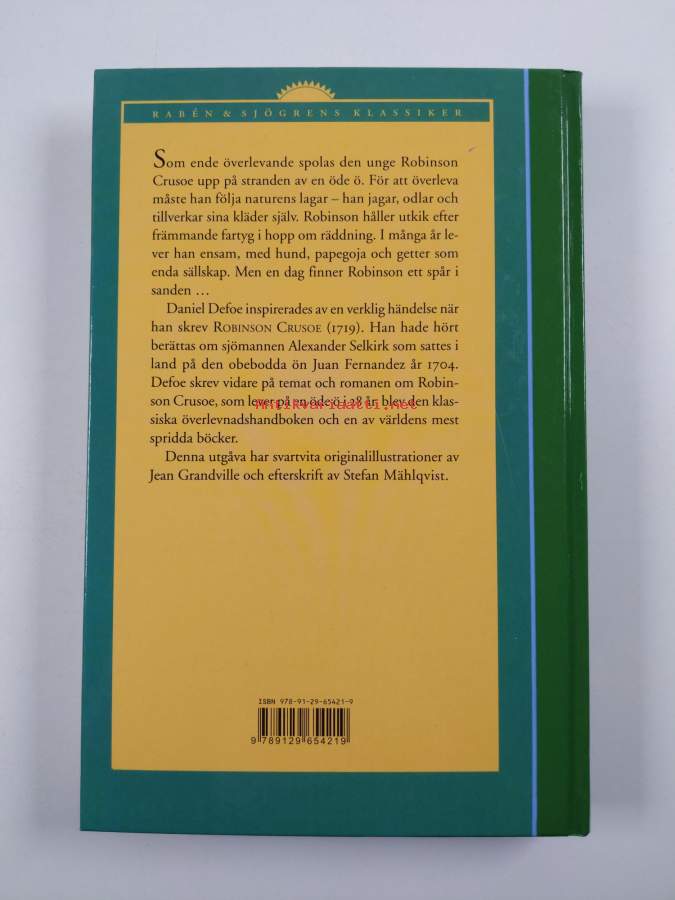 RABÉN & SJÖGRENS KLASSIKER
Som ende överlevande spolas den unge Robinson
Crusoe upp på stranden av en öde ö. För att överleva
måste han följa naturens lagar – han jagar, odlar och
tillverkar sina kläder själv. Robinson håller utkik efter
främmande fartyg i hopp om räddning. I många år le-
ver han ensam, med hund, papegoja och getter som
enda sällskap. Men en dag finner Robinson ett spår i
sanden …
Daniel Defoe inspirerades av en verklig händelse när
han skrev ROBINSON CRUSOE (1719). Han hade hört
berättas om sjömannen Alexander Selkirk som sattes i
land på den obebodda ön Juan Fernandez år 1704.
Defoe skrev vidare på temat och romanen om Robin-
son Crusoe, som lever på en öde ö i 28 år, blev den klas-
Antikvariaatti.net
siska överlevnadshandboken och en av världens mest
spridda böcker.
Denna utgåva har svartvita originalillustrationer av
Jean Grandville och efterskrift av Stefan Mählqvist.
ISBN 978-91-29-65421-9
9 789129 654219